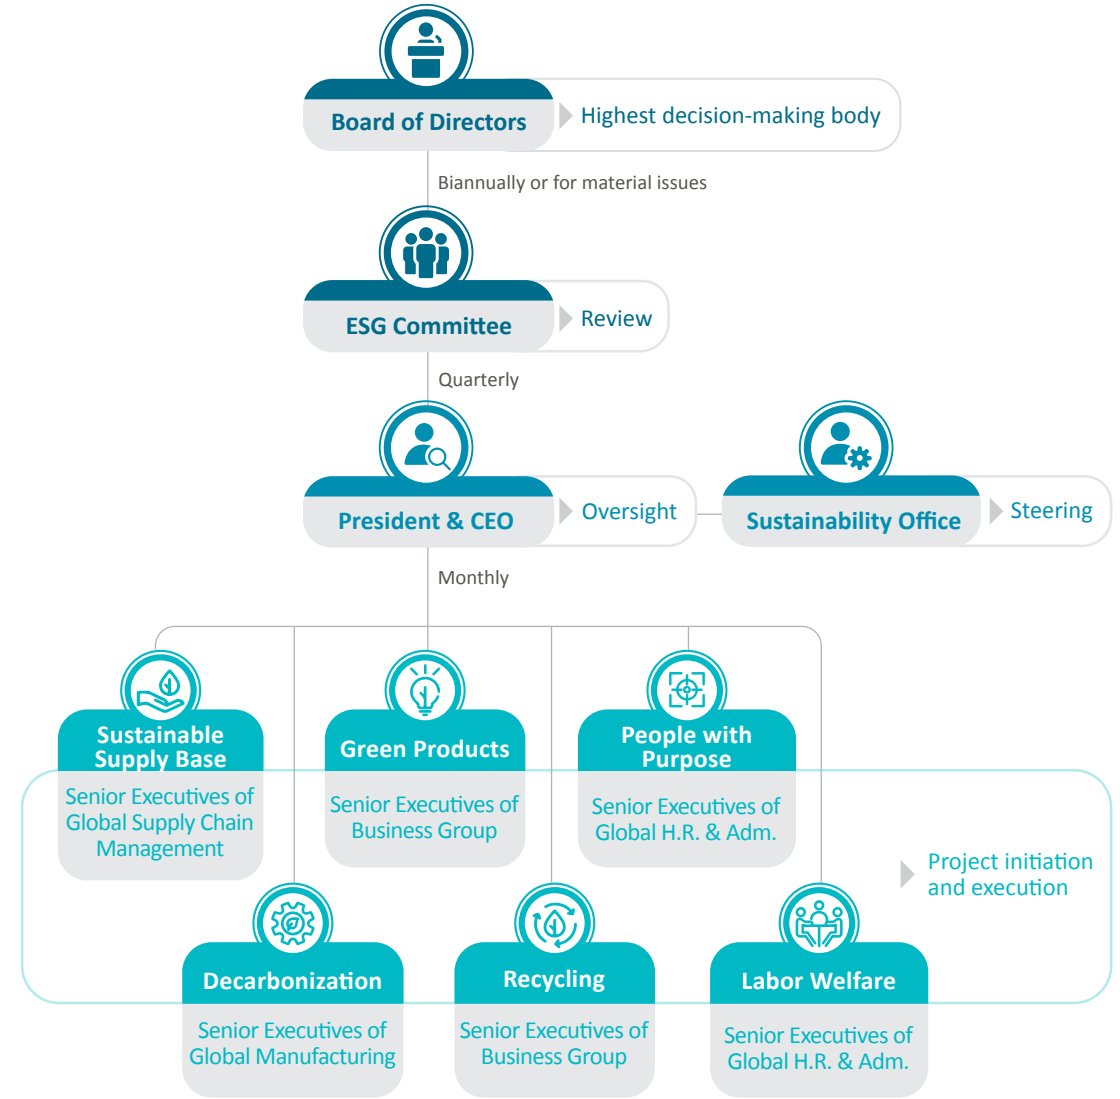 Board of Directors
Highest decision-making body
Biannually or for material issues
ESG Committee
Review
Quarterly
President & CEO
Oversight
Sustainability Office
Steering
Monthly
Sustainable
Supply Base
Senior Executives of
Global Supply Chain
Management
Green Products
Senior Executives of
Business Group
People with
Purpose
Senior Executives of
Global H.R. & Adm.
Project initiation
and execution
Decarbonization
Senior Executives of
Global Manufacturing
Recycling
Senior Executives of
Business Group
Labor Welfare
Senior Executives of
Global H.R. & Adm.